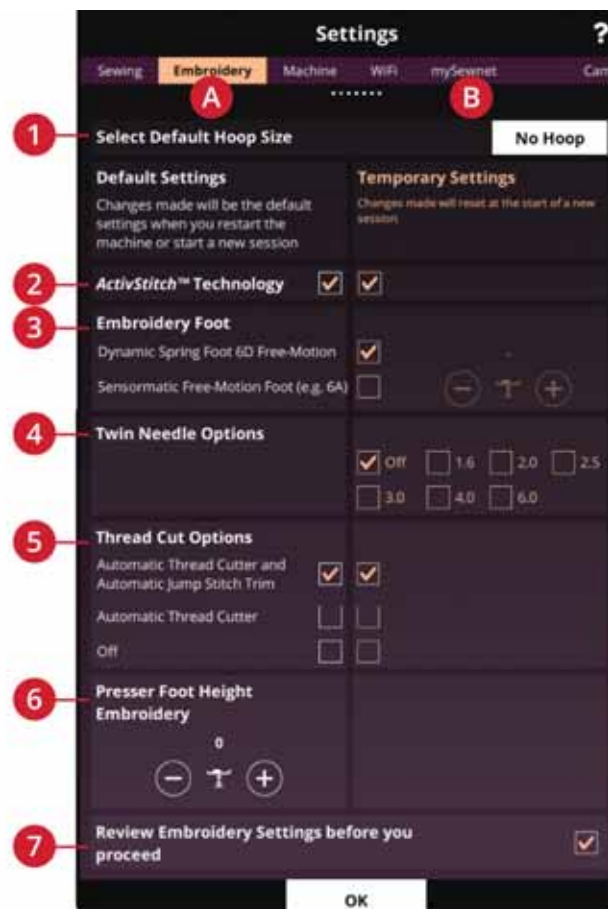 Settings
?
Sewing Embroidery Machine WiFi mySewnet Cam
A B
1 Select Default Hoop Size No Hoop
Default Settings
Changes made will be the default
settings when you restart the
machine or start a new session
Temporary Settings
Changes made will reset at the start of a new
session
2 ActivStitch™ Technology
3 Embroidery Foot
Dynamic Spring Foot 6D Free-Motion
Sensormatic Free-Motion Foot (e.g. 6A)
- +
4 Twin Needle Options
Off 1.6 2.0 2.5
3.0 4.0 6.0
5 Thread Cut Options
Automatic Thread Cutter and
Automatic Jump Stitch Trim
Automatic Thread Cutter
Off
6 Presser Foot Height
Embroidery
0
- +
7 Review Embroidery Settings before you
proceed
OK